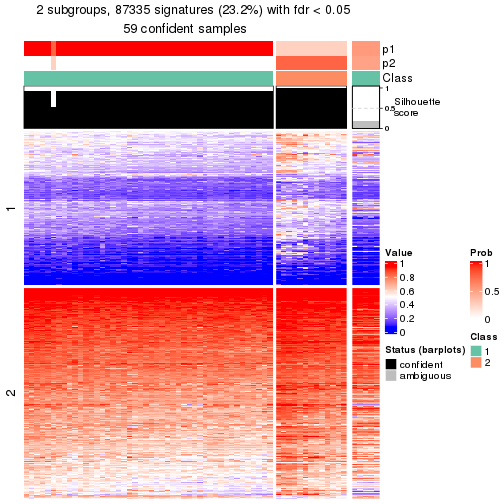 2 subgroups, 87335 signatures (23.2%) with fdr < 0.05
59 confident samples
p1
p2
Class
1
0.5
0
Silhouette
score
1
2
Value
1
0.8
0.6
0.4
0.2
0
Prob
1
0.5
0
Status (barplots)
confident
ambiguous
Class
1
2